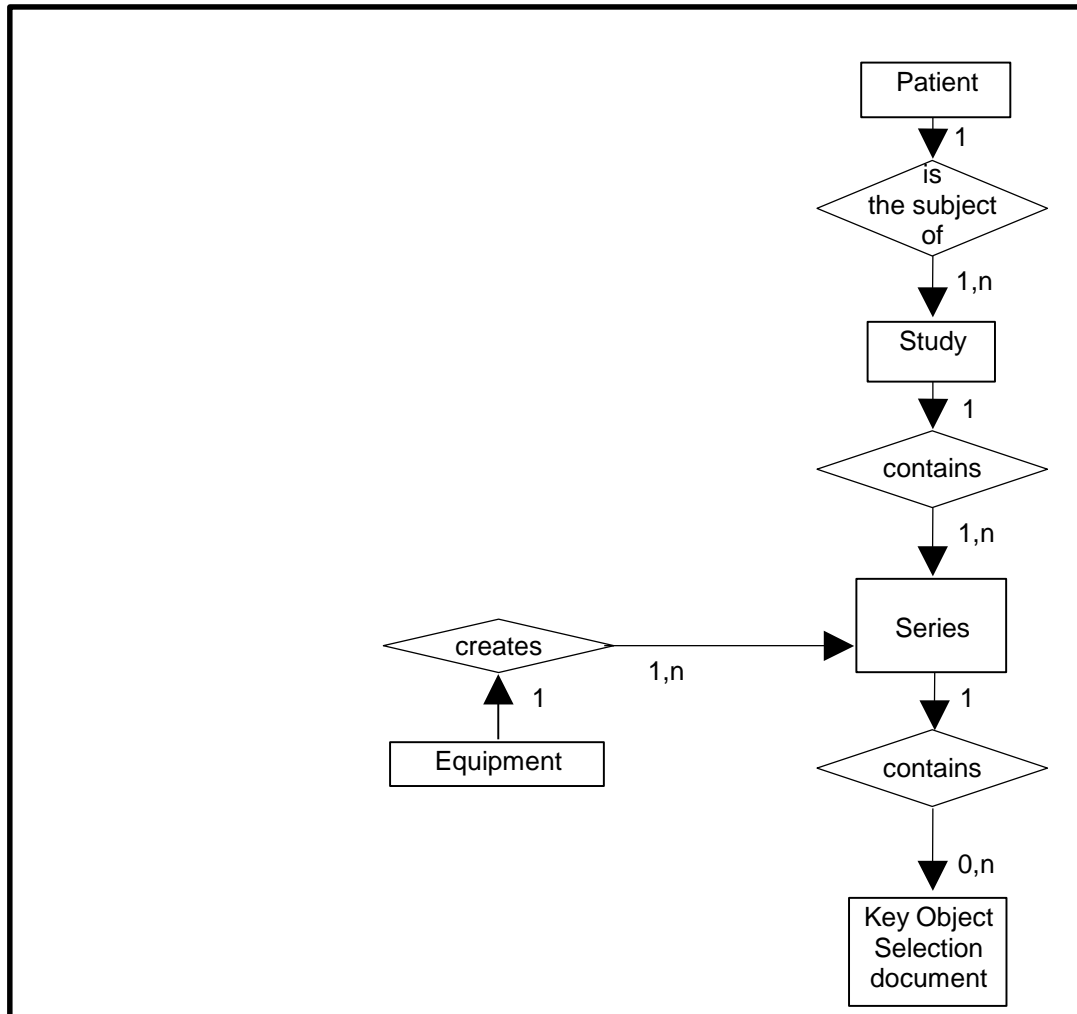 Patient
1
is
the subject
of
1,n
Study
1
contains
1,n
Series
creates
1,n
1
1
Equipment
contains
0,n
Key Object
Selection
document